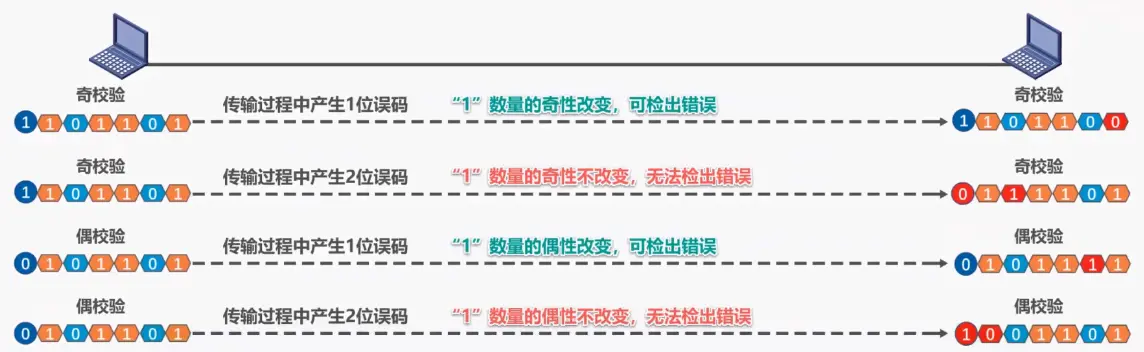 奇校验
奇校验
传输过程中产生1位误码 “1”数量的奇性改变，可检出错误
1 1 0 1 1 0 1
1 1 0 1 1 0 0
奇校验
奇校验
传输过程中产生2位误码 “1”数量的奇性不改变，无法检出错误
1 1 0 1 1 0 1
0 1 1 1 1 0 1
偶校验
偶校验
传输过程中产生1位误码 “1”数量的偶性改变，可检出错误
0 1 0 1 1 0 1
0 1 0 1 1 1 1
偶校验
偶校验
传输过程中产生2位误码 “1”数量的偶性不改变，无法检出错误
0 1 0 1 1 0 1
1 0 0 1 1 0 1